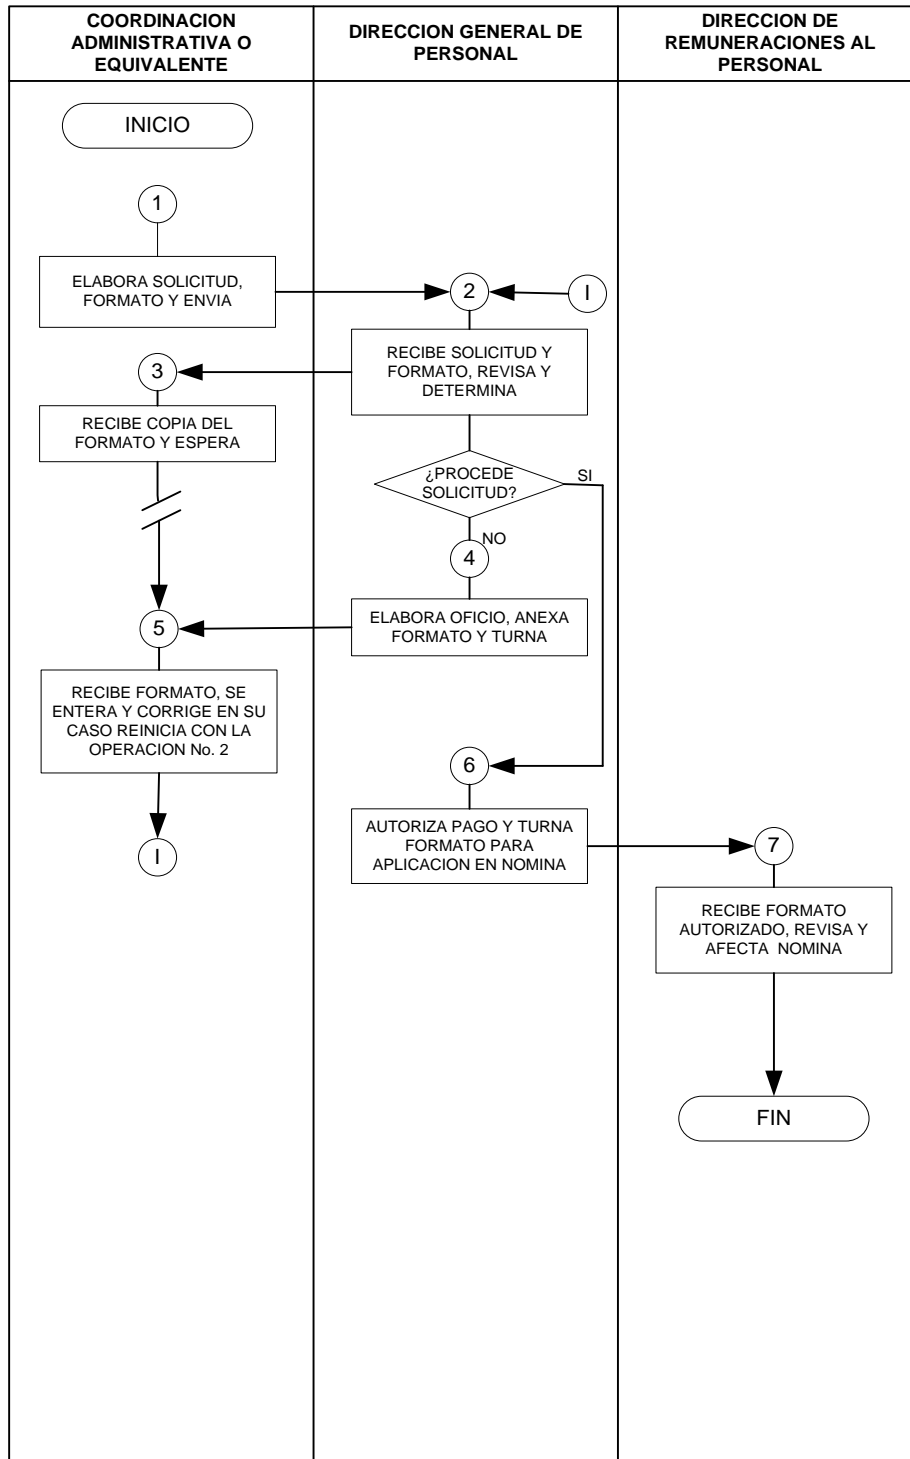 COORDINACION
ADMINISTRATIVA O
EQUIVALENTE
DIRECCION GENERAL DE
PERSONAL
DIRECCION DE
REMUNERACIONES AL
PERSONAL
INICIO
1
ELABORA SOLICITUD,
FORMATO Y ENVIA
2
I
RECIBE SOLICITUD Y
FORMATO, REVISA Y
DETERMINA
3
RECIBE COPIA DEL
FORMATO Y ESPERA
¿PROCEDE
SOLICITUD?
SI
NO
4
ELABORA OFICIO, ANEXA
FORMATO Y TURNA
5
RECIBE FORMATO, SE
ENTERA Y CORRIGE EN SU
CASO REINICIA CON LA
OPERACION No. 2
I
6
AUTORIZA PAGO Y TURNA
FORMATO PARA
APLICACION EN NOMINA
7
RECIBE FORMATO
AUTORIZADO, REVISA Y
AFECTA NOMINA
FIN